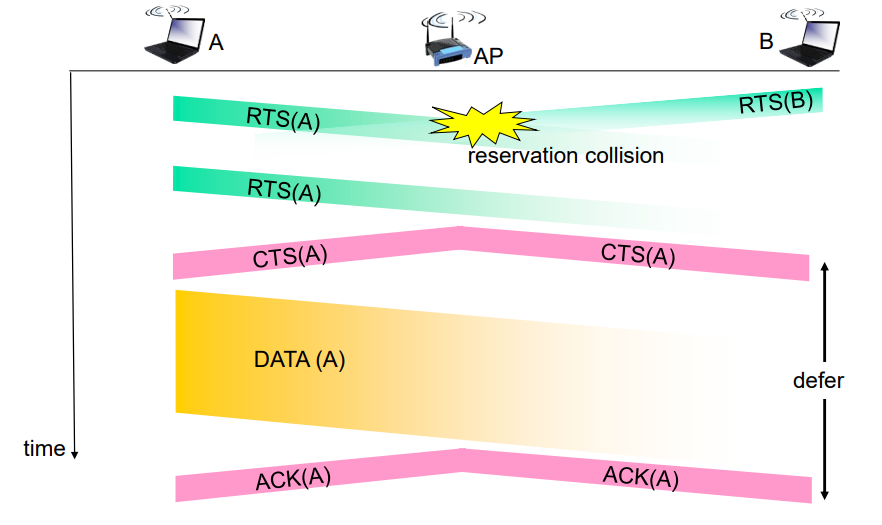 A
AP
B
RTS(A)
RTS(B)
reservation collision
RTS(A)
CTS(A)
CTS(A)
DATA (A)
defer
time
ACK(A)
ACK(A)